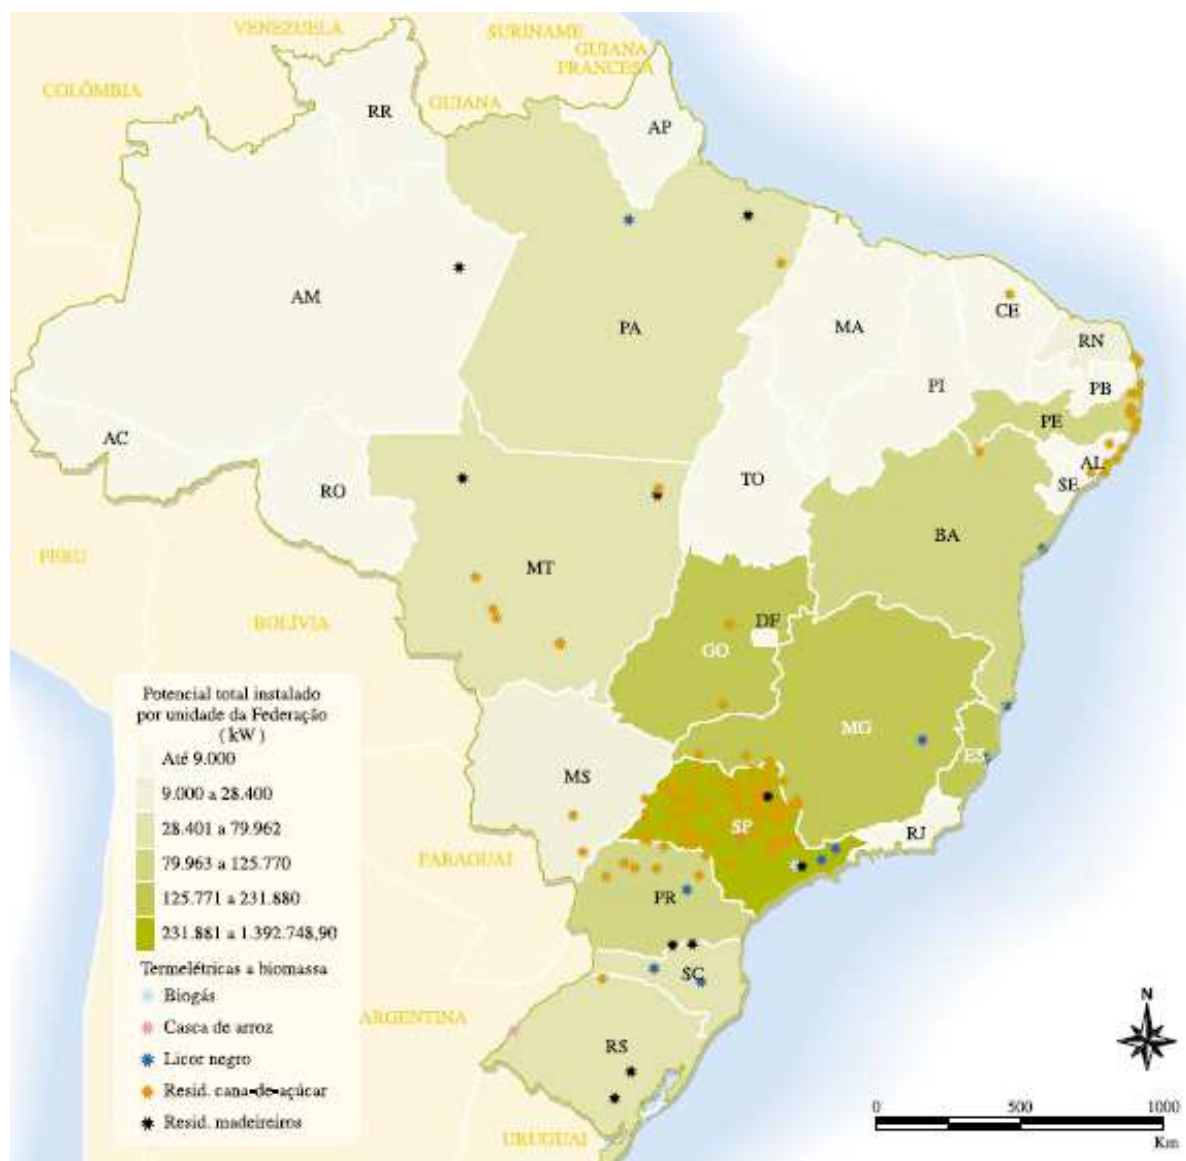 VENEZUELA
SURINAME
GUIANA
FRANCESA
COLÔMBIA
GUIANA
RR
AP
AM
PA
MA
CE
RN
PB
PI
PE
AL
SE
AC
RO
TO
BA
PERU
MT
BOLÍVIA
DF
GO
MG
ES
MS
SP
RJ
PARAGUAI
PR
SC
ARGENTINA
RS
URUGUAI
Potencial total instalado
por unidade da Federação
( kW )
Até 9.000
9.000 a 28.400
28.401 a 79.962
79.963 a 125.770
125.771 a 231.880
231.881 a 1.392.748,90
Termelétricas a biomassa
Biogás
Casca de arroz
Licor negro
Resid. cana-de-açúcar
Resid. madeireiros
N
0 500 1000
Km